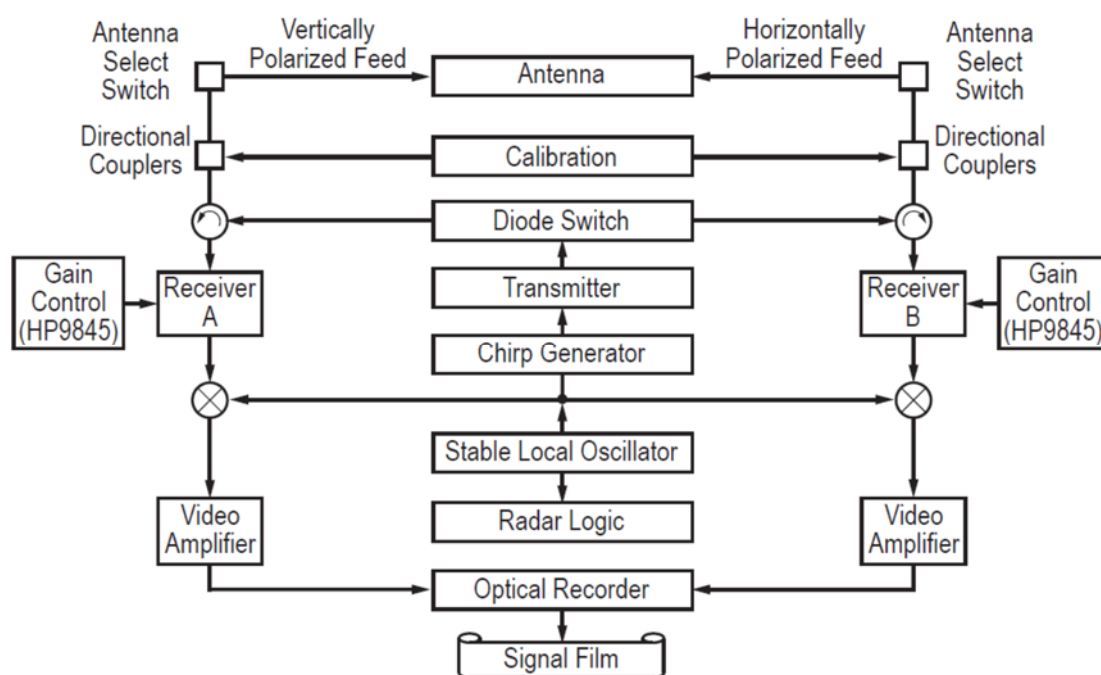 Antenna
Select
Switch
Vertically
Polarized Feed
Antenna
Horizontally
Polarized Feed
Antenna
Select
Switch
Directional
Couplers
Calibration
Directional
Couplers
Diode Switch
Gain
Control
(HP9845)
Receiver
A
Transmitter
Receiver
B
Gain
Control
(HP9845)
Chirp Generator
Stable Local Oscillator
Video
Amplifier
Radar Logic
Video
Amplifier
Optical Recorder
Signal Film